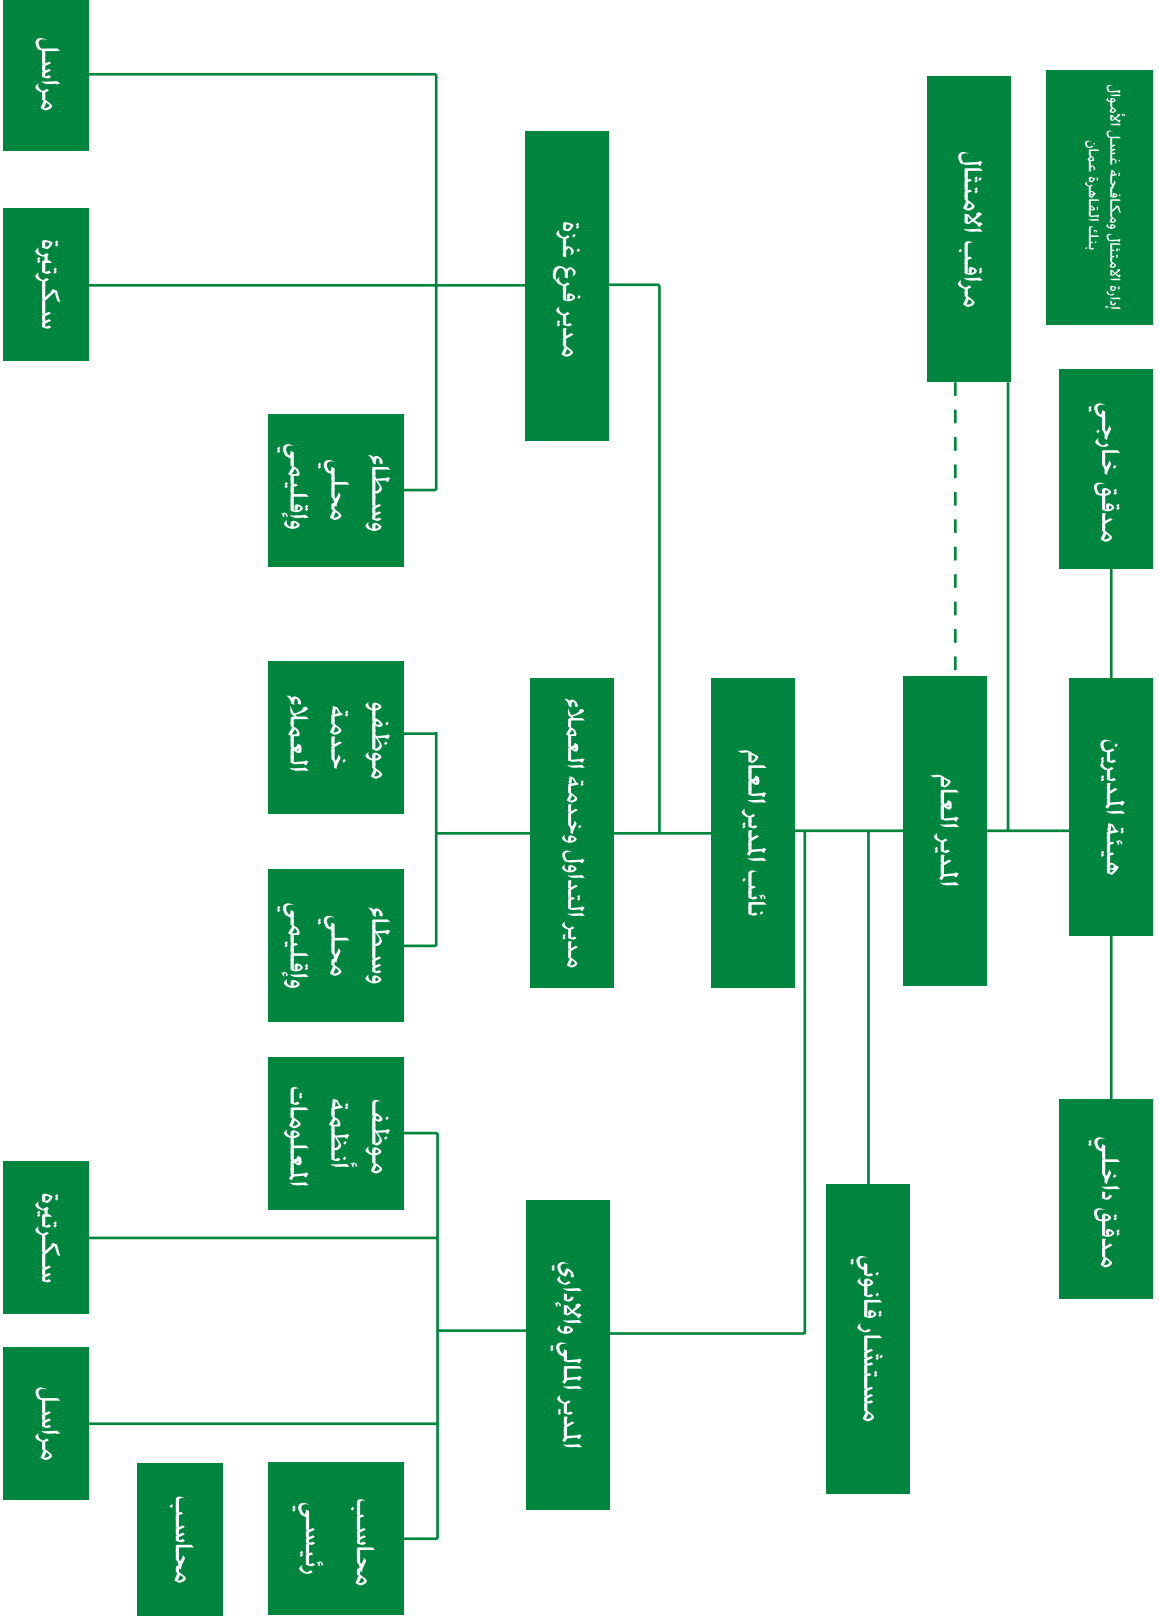 إدارة الامتثال ومكافحة غسل الأموال
بنك القاهرة عمان
مدقق داخلي
هيئة المديرين
مدقق خارجي
مراقب الامتثال
المدير العام
مستشار قانوني
نائب المدير العام
المدير المالي والإداري
مدير التداول وخدمة العملاء
مدير فرع غزة
محاسب
رئيسي
موظف
أنظمة
المعلومات
وسطاء
محلي
وإقليمي
موظفو
خدمة
العملاء
وسطاء
محلي
وإقليمي
محاسب
مراسل
سكرتيرة
سكرتيرة
مراسل